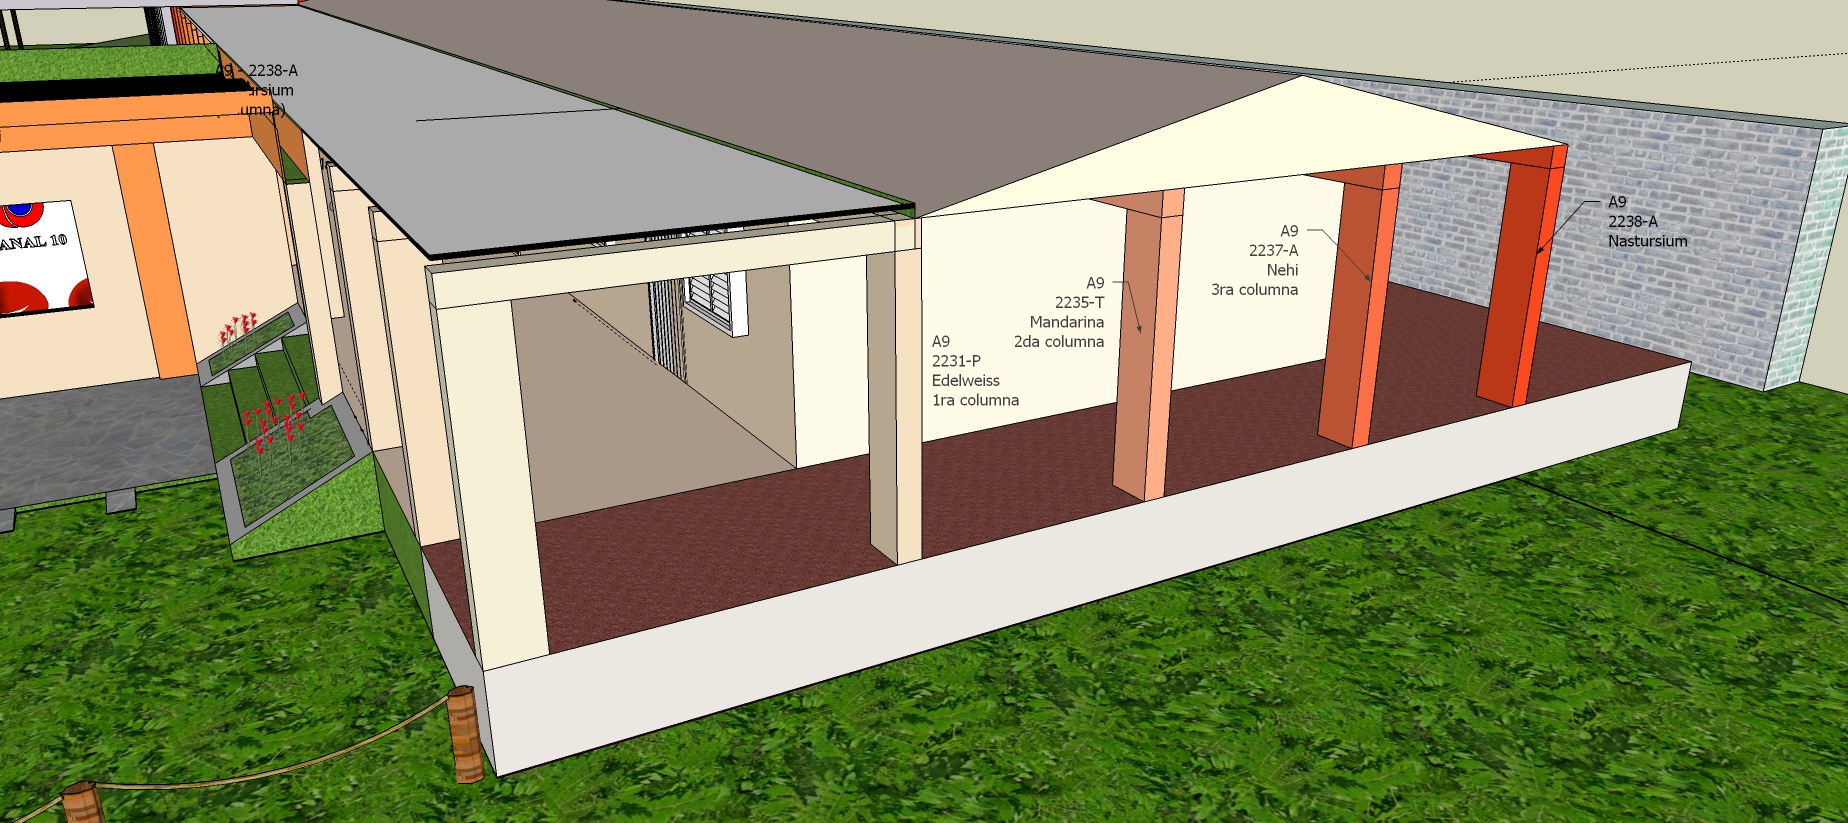 A9 - 2238-A
ANAL 10
A9
2238-A
Nastursium
A9
2237-A
Nehi
3ra columna
A9
2235-T
Mandarina
2da columna
A9
2231-P
Edelweiss
1ra columna